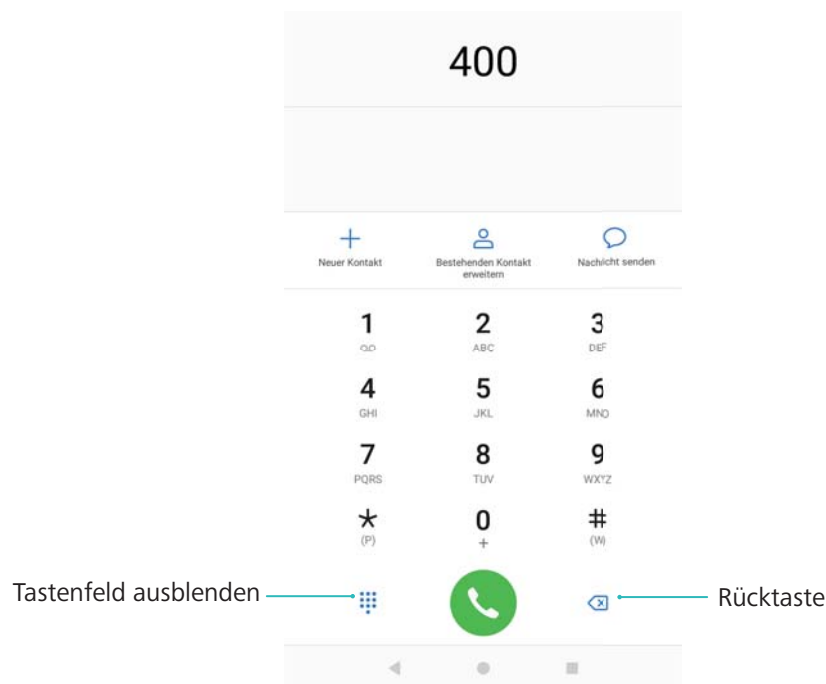 400
Neuer Kontakt
Bestehenden Kontakt
erweitern
Nachricht senden
1 2 3
ABC DEF
4 5 6
GHI JKL MNO
7 8 9
PQRS TUV WXYZ
* 0 #
(P) + (W)
Tastenfeld ausblenden
Rücktaste